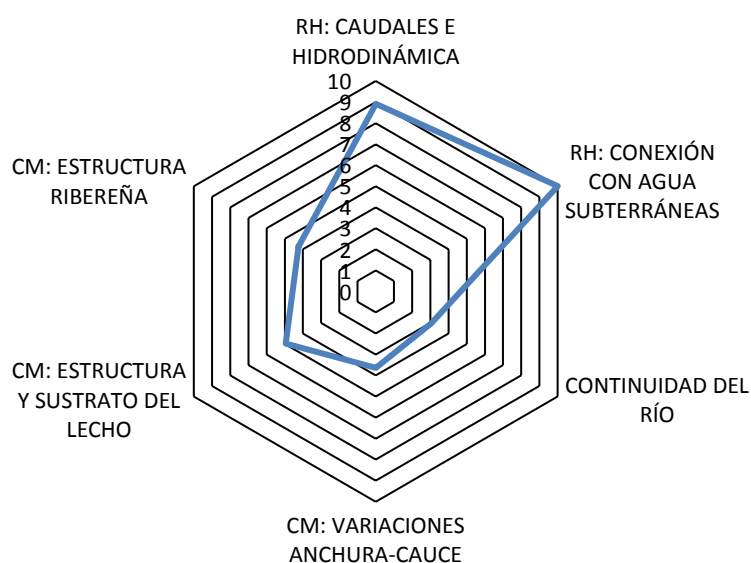 RH: CAUDALES E
HIDRODINÁMICA
10
9
8
7
6
5
4
3
2
1
0
RH: CONEXIÓN
CON AGUA
SUBTERRÁNEAS
CONTINUIDAD DEL
RÍO
CM: VARIACIONES
ANCHURA-CAUCE
CM: ESTRUCTURA
Y SUSTRATO DEL
LECHO
CM: ESTRUCTURA
RIBEREÑA